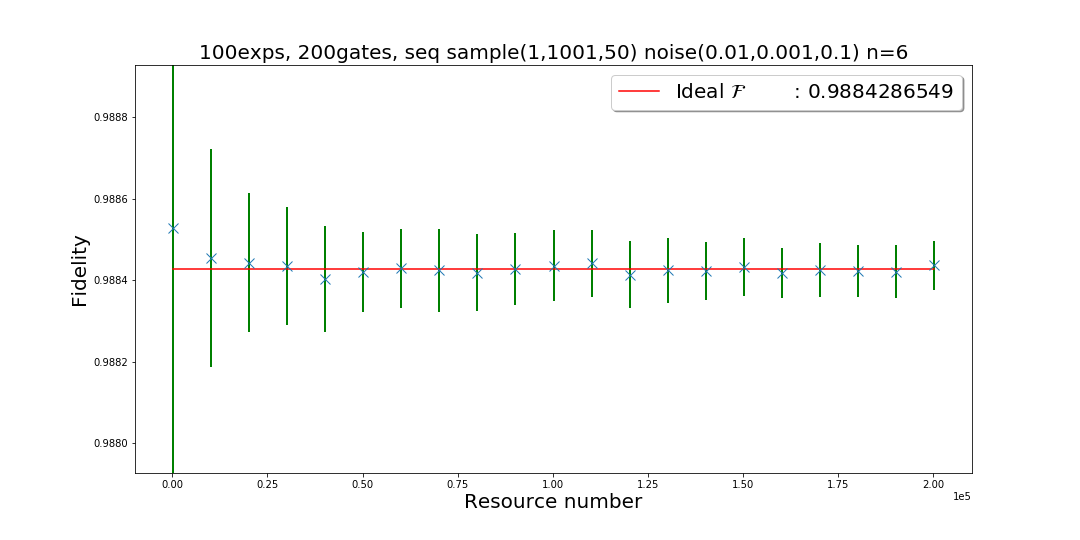 100exps, 200gates, seq sample(1,1001,50) noise(0.01,0.001,0.1) n=6
Ideal ℱ : 0.9884286549
0.9888
0.9886
0.9884
0.9882
0.9880
Fidelity
0.00 0.25 0.50 0.75 1.00 1.25 1.50 1.75 2.00
1e5
Resource number